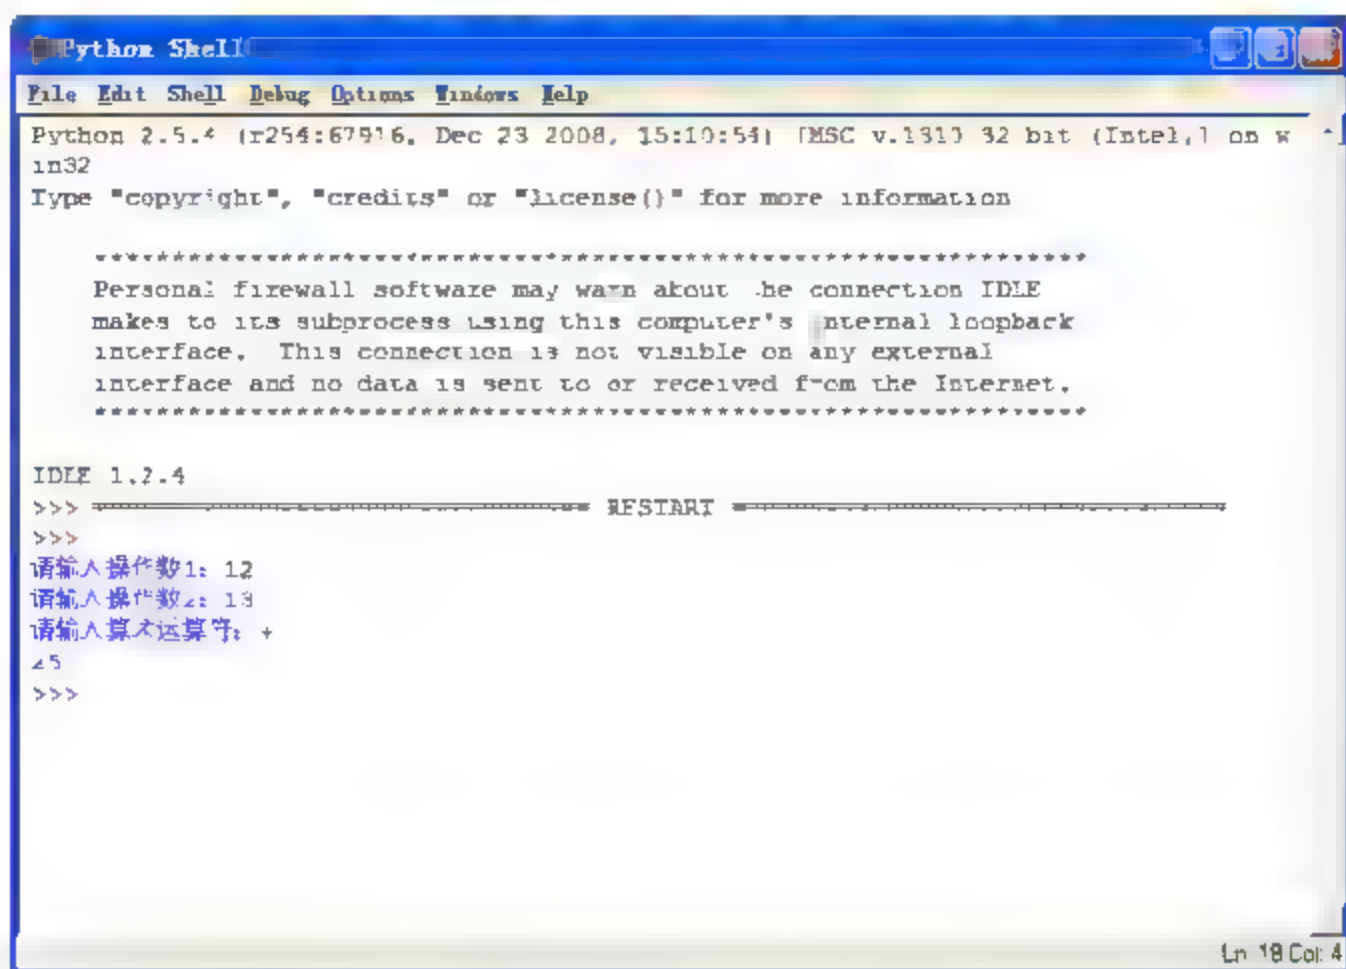 Python Shell
File Edit Shell Debug Options Windows Help
Python 2.5.4 (r254:67916, Dec 23 2008, 15:10:54) [MSC v.1310 32 bit (Intel)] on w
in32
Type "copyright", "credits" or "license()" for more information
****************************************************************
Personal firewall software may warn about the connection IDLE
makes to its subprocess using this computer's internal loopback
interface. This connection is not visible on any external
interface and no data is sent to or received from the Internet.
****************************************************************
IDLE 1.2.4
>>> ================================ RESTART ================================
>>>
请输入操作数1: 12
请输入操作数2: 13
请输入算术运算符: +
25
>>>
Ln: 18 Col: 4